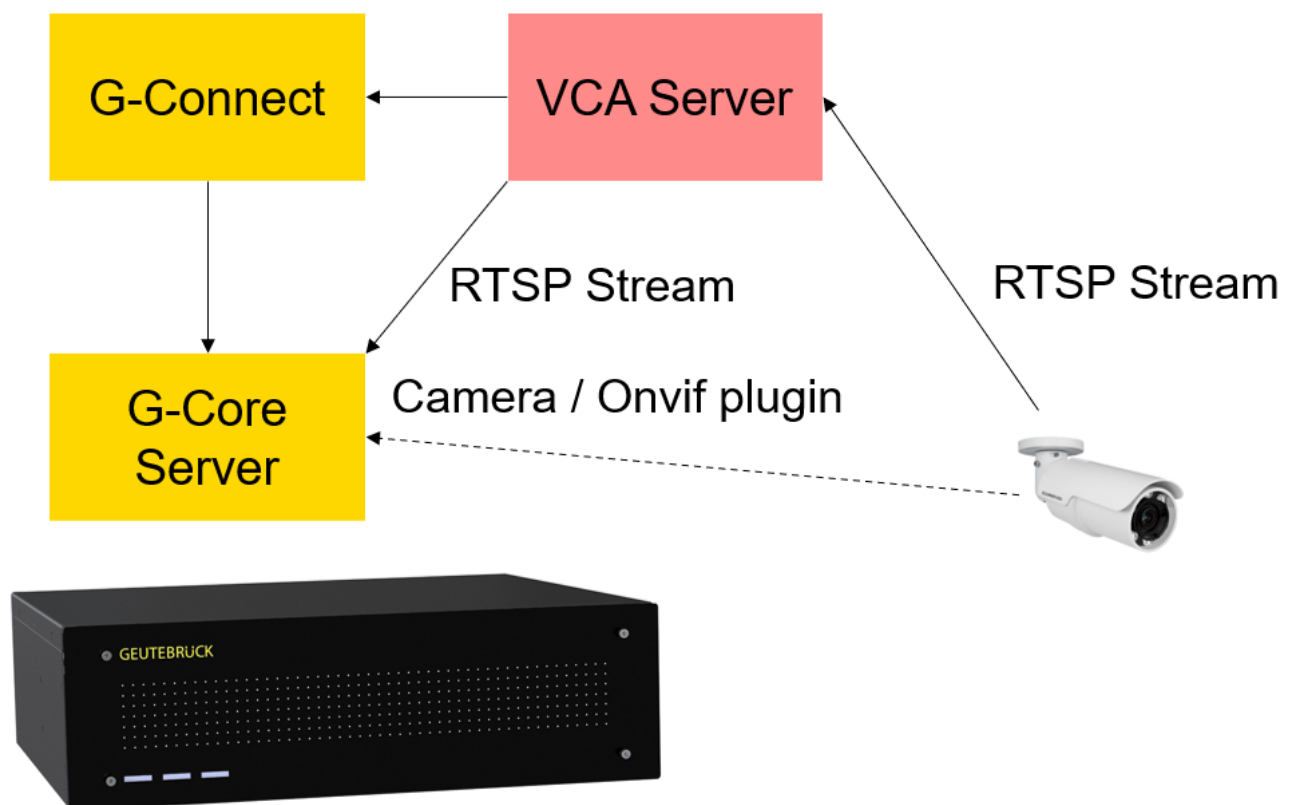 G-Connect
VCA Server
RTSP Stream
RTSP Stream
Camera / Onvif plugin
G-Core
Server
GEUTEBRÜCK